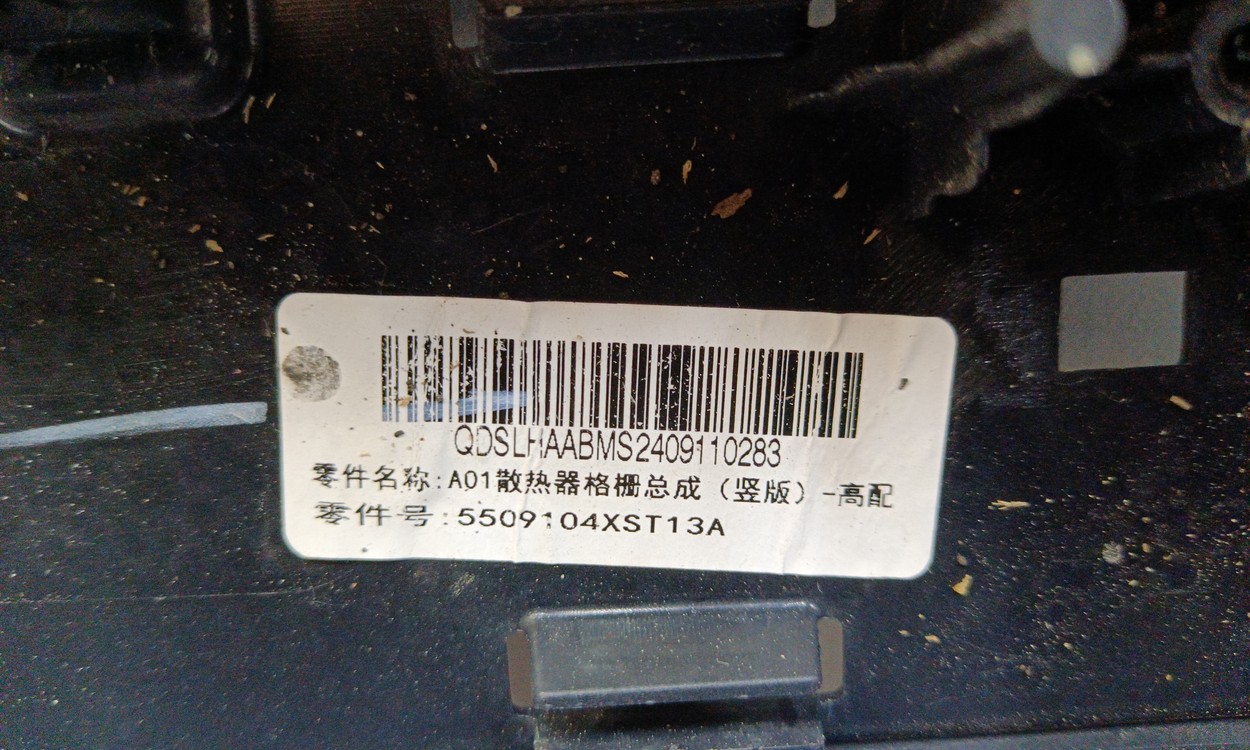 QDSLHAABMS2409110283
零件名称:A01散热器格栅总成（竖版）-高配
零件号:5509104XST13A